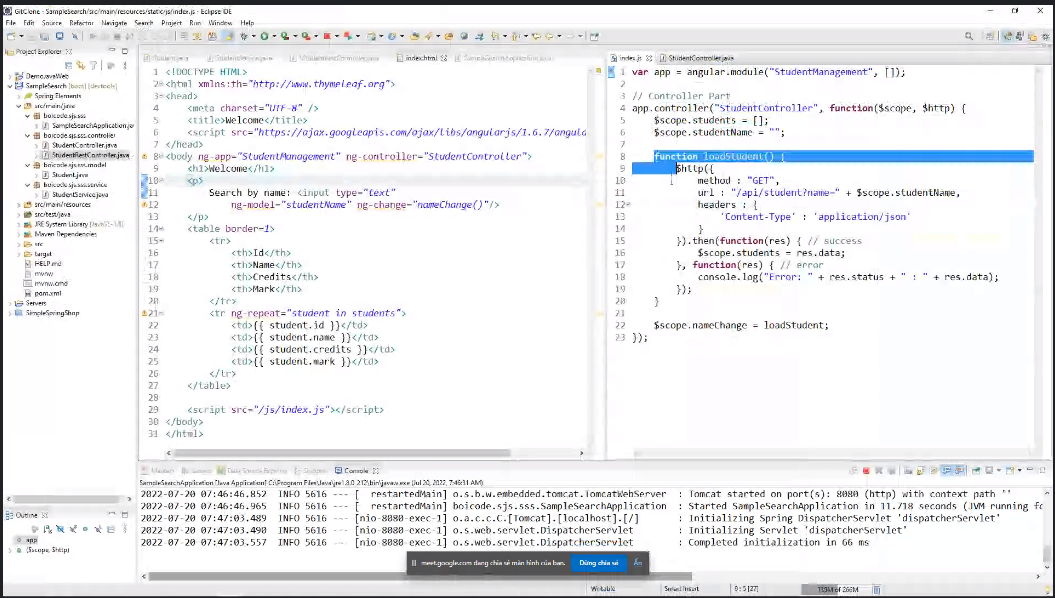 GitClone - SampleSearch/src/main/resources/static/js/index.js - Eclipse IDE
File Edit Source Refactor Navigate Search Project Run Window Help
Project Explorer
DemoJavaWeb
SampleSearch [boot] [devtools]
Spring Elements
src/main/java
boicode.sjs.sss
SampleSearchApplication.jav
boicode.sjs.sss.controller
StudentController.java
StudentRestController.java
boicode.sjs.sss.model
Student.java
boicode.sjs.sss.service
StudentService.java
src/main/resources
src/test/java
JRE System Library [JavaSE-1.8]
Maven Dependencies
src
target
HELP.md
mvnw
mvnw.cmd
pom.xml
Servers
SimpleSpringShop
Outline
app
($scope, $http)
Student.java StudentService.java StudentRestController.java index.html
1 <!DOCTYPE HTML>
2 <html xmlns:th="http://www.thymeleaf.org">
3 <head>
4 <meta charset="UTF-8" />
5 <title>Welcome</title>
6 <script src="https://ajax.googleapis.com/ajax/libs/angularjs/1.6.7/angula
7 </head>
8 <body ng-app="StudentManagement" ng-controller="StudentController">
9 <h1>Welcome</h1>
10 <p>
11 Search by name: <input type="text"
12 ng-model="studentName" ng-change="nameChange()"/>
13 </p>
14 <table border=1>
15 <tr>
16 <th>Id</th>
17 <th>Name</th>
18 <th>Credits</th>
19 <th>Mark</th>
20 </tr>
21 <tr ng-repeat="student in students">
22 <td>{{ student.id }}</td>
23 <td>{{ student.name }}</td>
24 <td>{{ student.credits }}</td>
25 <td>{{ student.mark }}</td>
26 </tr>
27 </table>
28
29 <script src="/js/index.js"></script>
30 </body>
31 </html>
index.js StudentController.java
1 var app = angular.module("StudentManagement", []);
2
3 // Controller Part
4 app.controller("StudentController", function($scope, $http) {
5 $scope.students = [];
6 $scope.studentName = "";
7
8 function loadStudent() {
9 $http({
10 method : "GET",
11 url : "/api/student?name=" + $scope.studentName,
12 headers : {
13 'Content-Type' : 'application/json'
14 }
15 }).then(function(res) { // success
16 $scope.students = res.data;
17 }, function(res) { // error
18 console.log("Error: " + res.status + " : " + res.data);
19 });
20 }
21
22 $scope.nameChange = loadStudent;
23 });
Markers Servers Data Source Explorer Snippets Console
SampleSearchApplication [Java Application] C:\Program Files\Java\jre1.8.0_212\bin\javaw.exe (Jul 20, 2022, 7:46:31 AM)
2022-07-20 07:46:46.852 INFO 5616 --- [ restartedMain] o.s.b.w.embedded.tomcat.TomcatWebServer : Tomcat started on port(s): 8080 (http) with context path ''
2022-07-20 07:46:46.905 INFO 5616 --- [ restartedMain] boicode.sjs.sss.SampleSearchApplication : Started SampleSearchApplication in 11.718 seconds (JVM running fo
2022-07-20 07:47:03.489 INFO 5616 --- [nio-8080-exec-1] o.a.c.c.C.[Tomcat].[localhost].[/] : Initializing Spring DispatcherServlet 'dispatcherServlet'
2022-07-20 07:47:03.491 INFO 5616 --- [nio-8080-exec-1] o.s.web.servlet.DispatcherServlet : Initializing Servlet 'dispatcherServlet'
2022-07-20 07:47:03.557 INFO 5616 --- [nio-8080-exec-1] o.s.web.servlet.DispatcherServlet : Completed initialization in 66 ms
meet.google.com đang chia sẻ màn hình của bạn. Dừng chia sẻ Ẩn
Writable Smart Insert 9 : 5 [27]